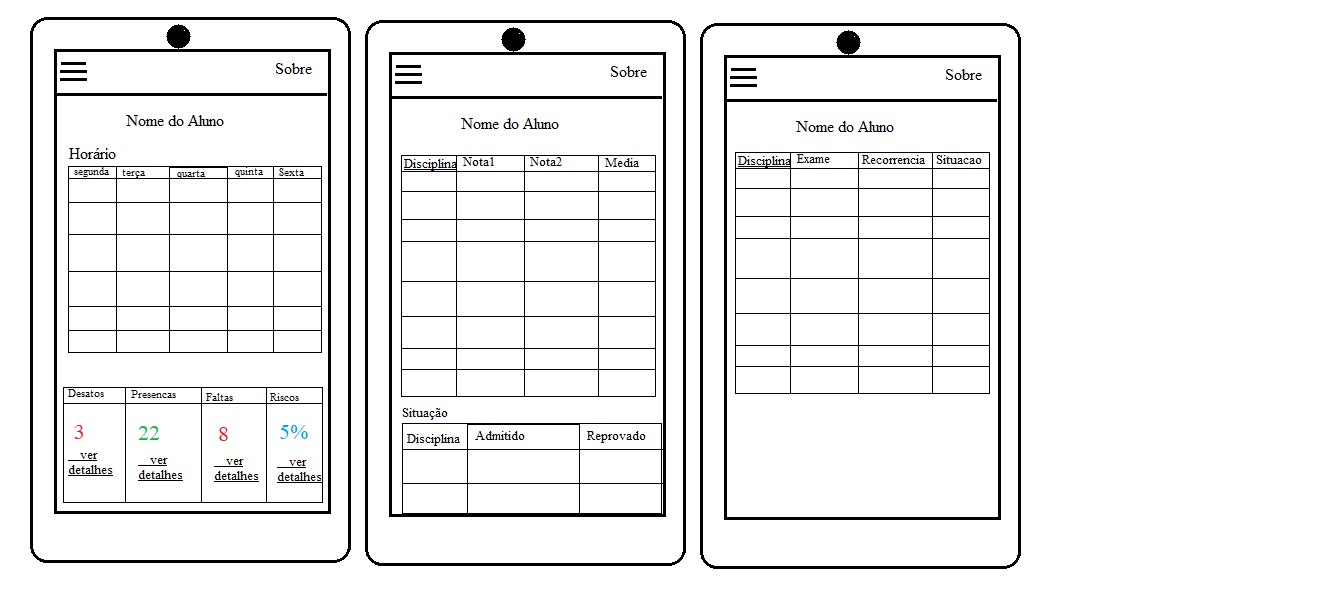 Sobre
Nome do Aluno
Horário
segunda terça quarta quinta Sexta
Desatos Presencas Faltas Riscos
3 22 8 5%
ver ver ver ver
detalhes detalhes detalhes detalhes
Sobre
Nome do Aluno
Disciplina Nota1 Nota2 Media
Situação
Disciplina Admitido Reprovado
Sobre
Nome do Aluno
Disciplina Exame Recorrencia Situacao